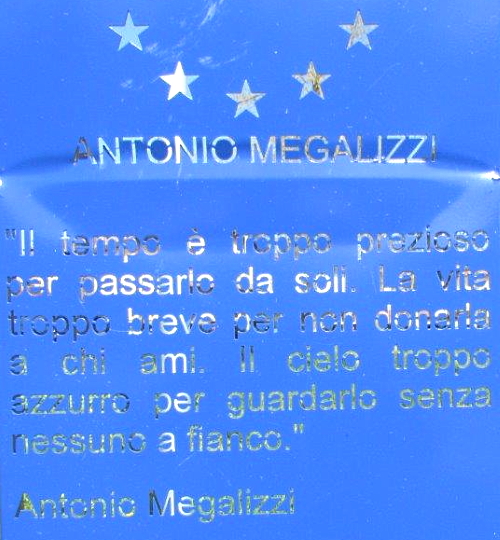 ANTONIO MEGALIZZI
"Il tempo è troppo prezioso
per passarlo da soli. La vita
troppo breve per non donarla
a chi ami. Il cielo troppo
azzurro per guardarlo senza
nessuno a fianco."
Antonio Megalizzi